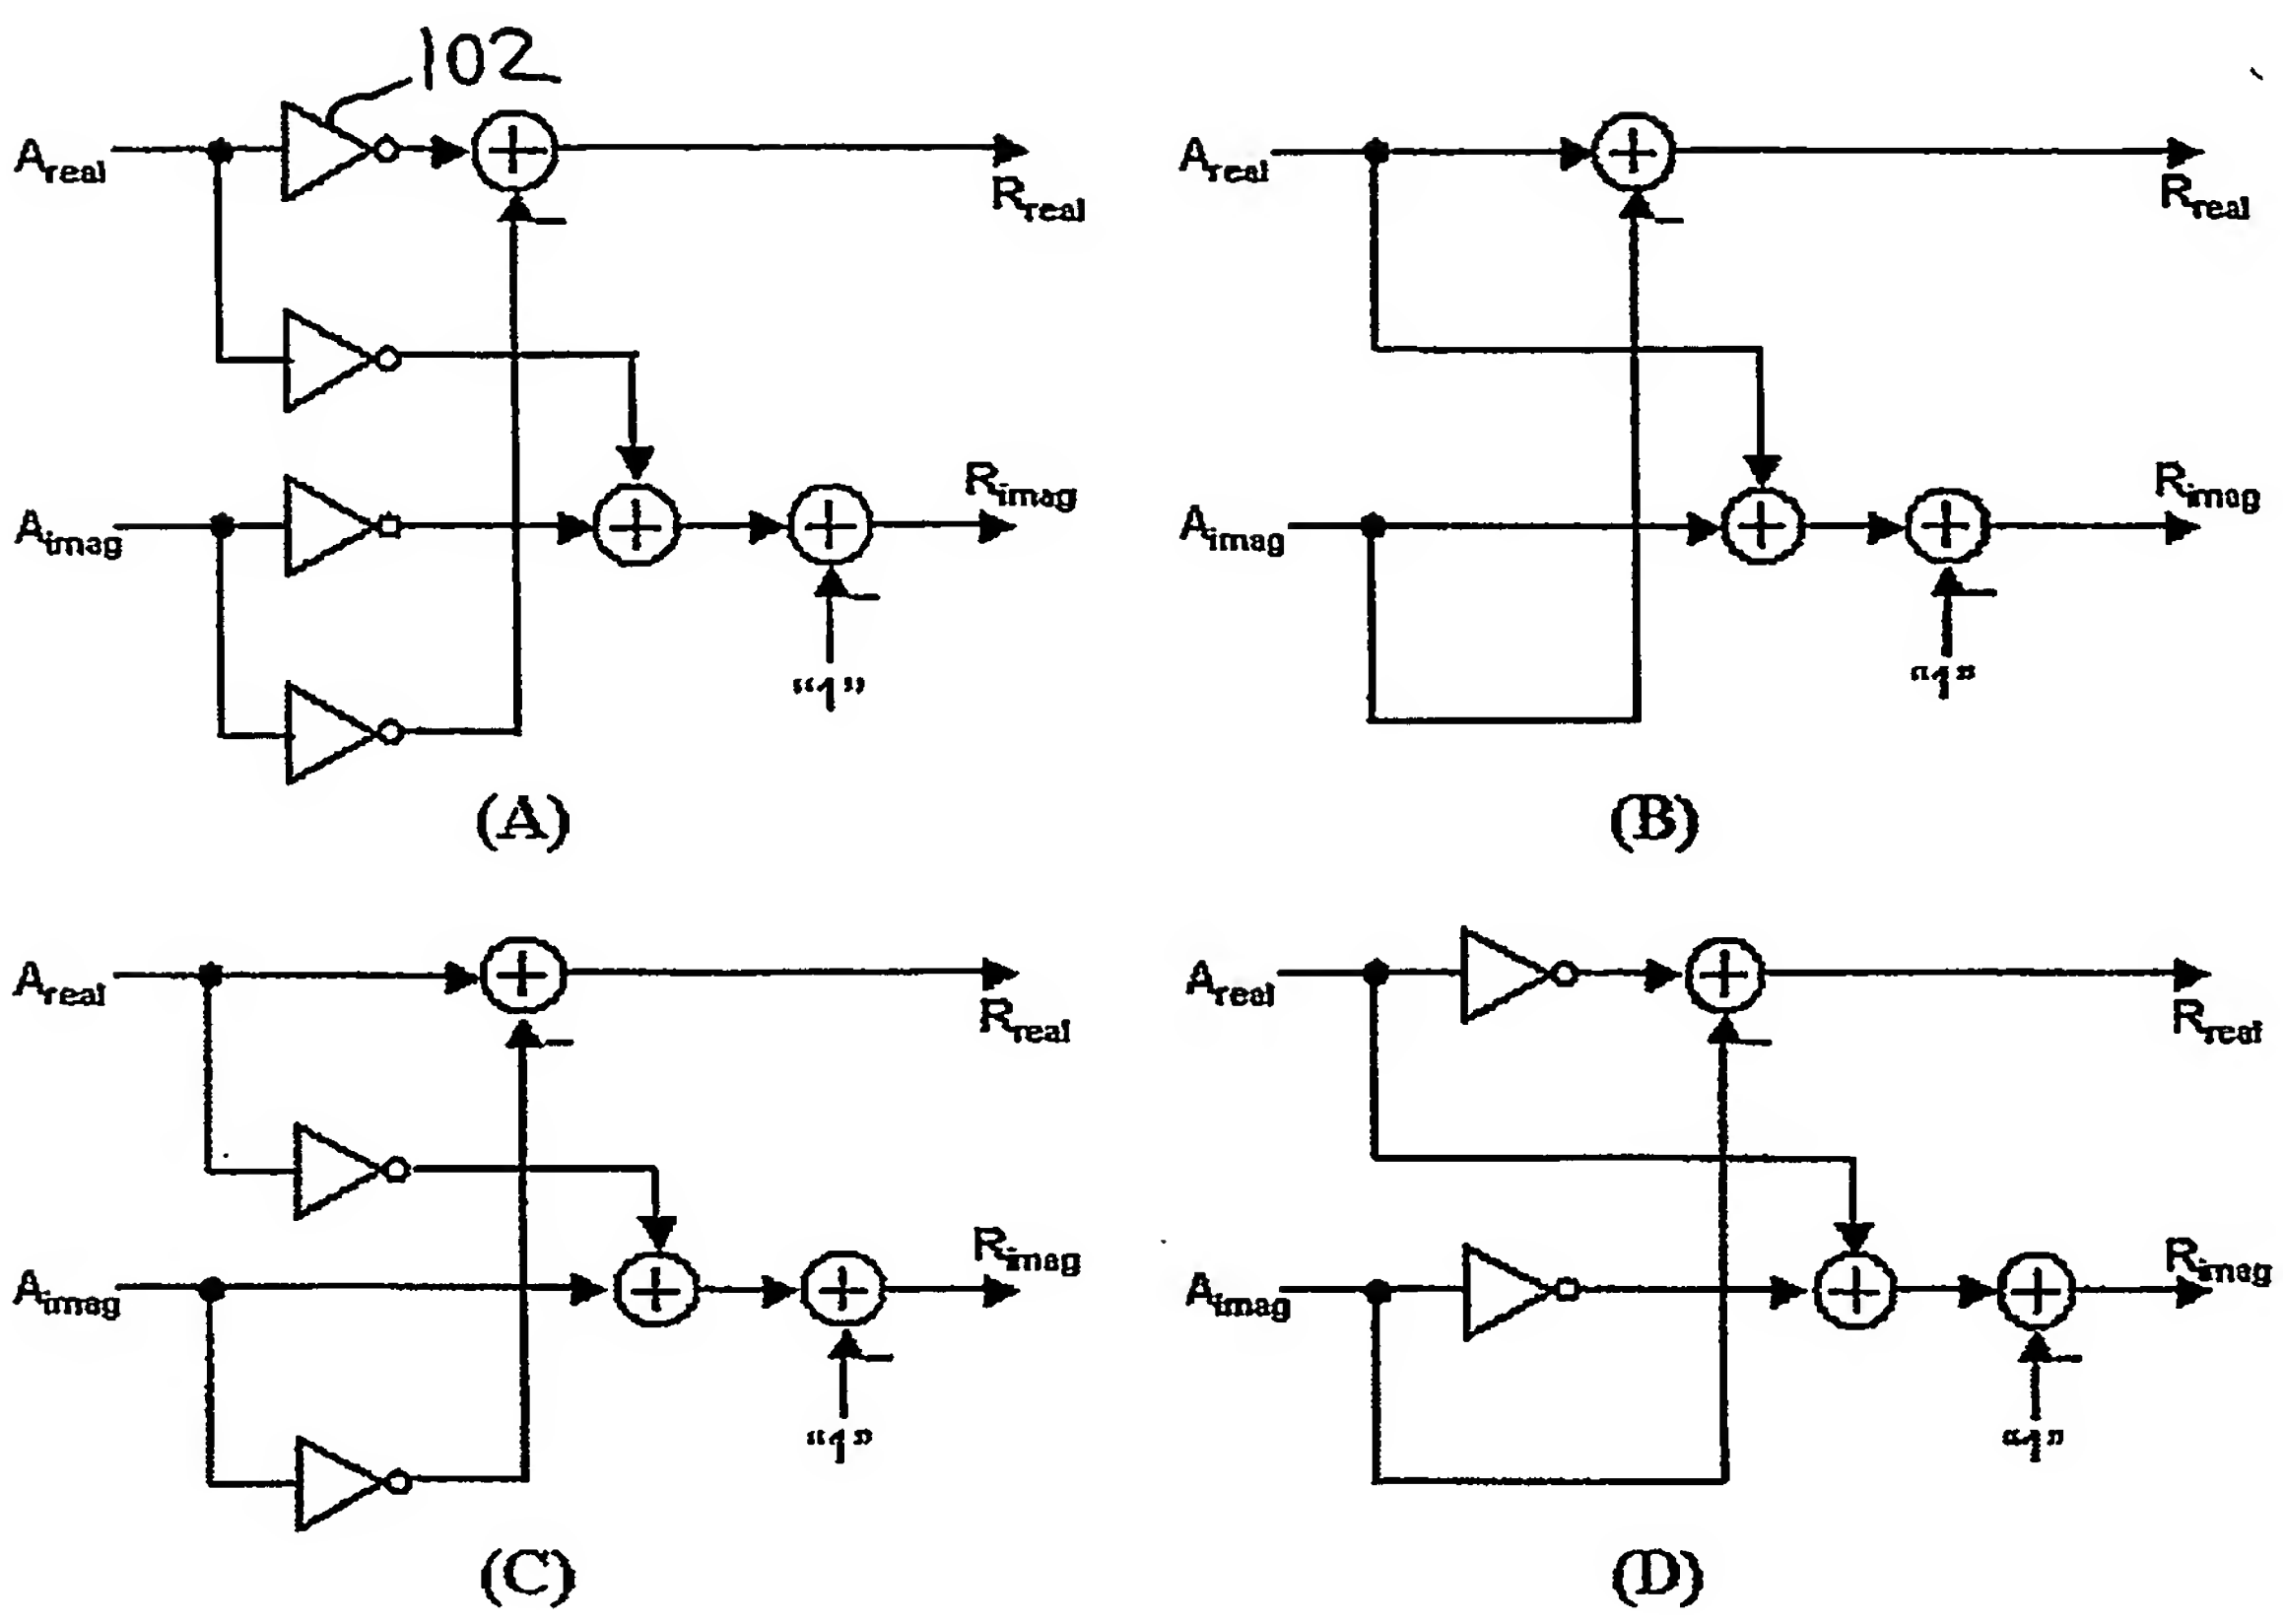 102
A_real
R_real
A_imag
R_imag
“1”
(A)
A_real
R_real
A_imag
R_imag
“1”
(B)
A_real
R_real
A_imag
R_imag
“1”
(C)
A_real
R_real
A_imag
R_imag
“1”
(D)